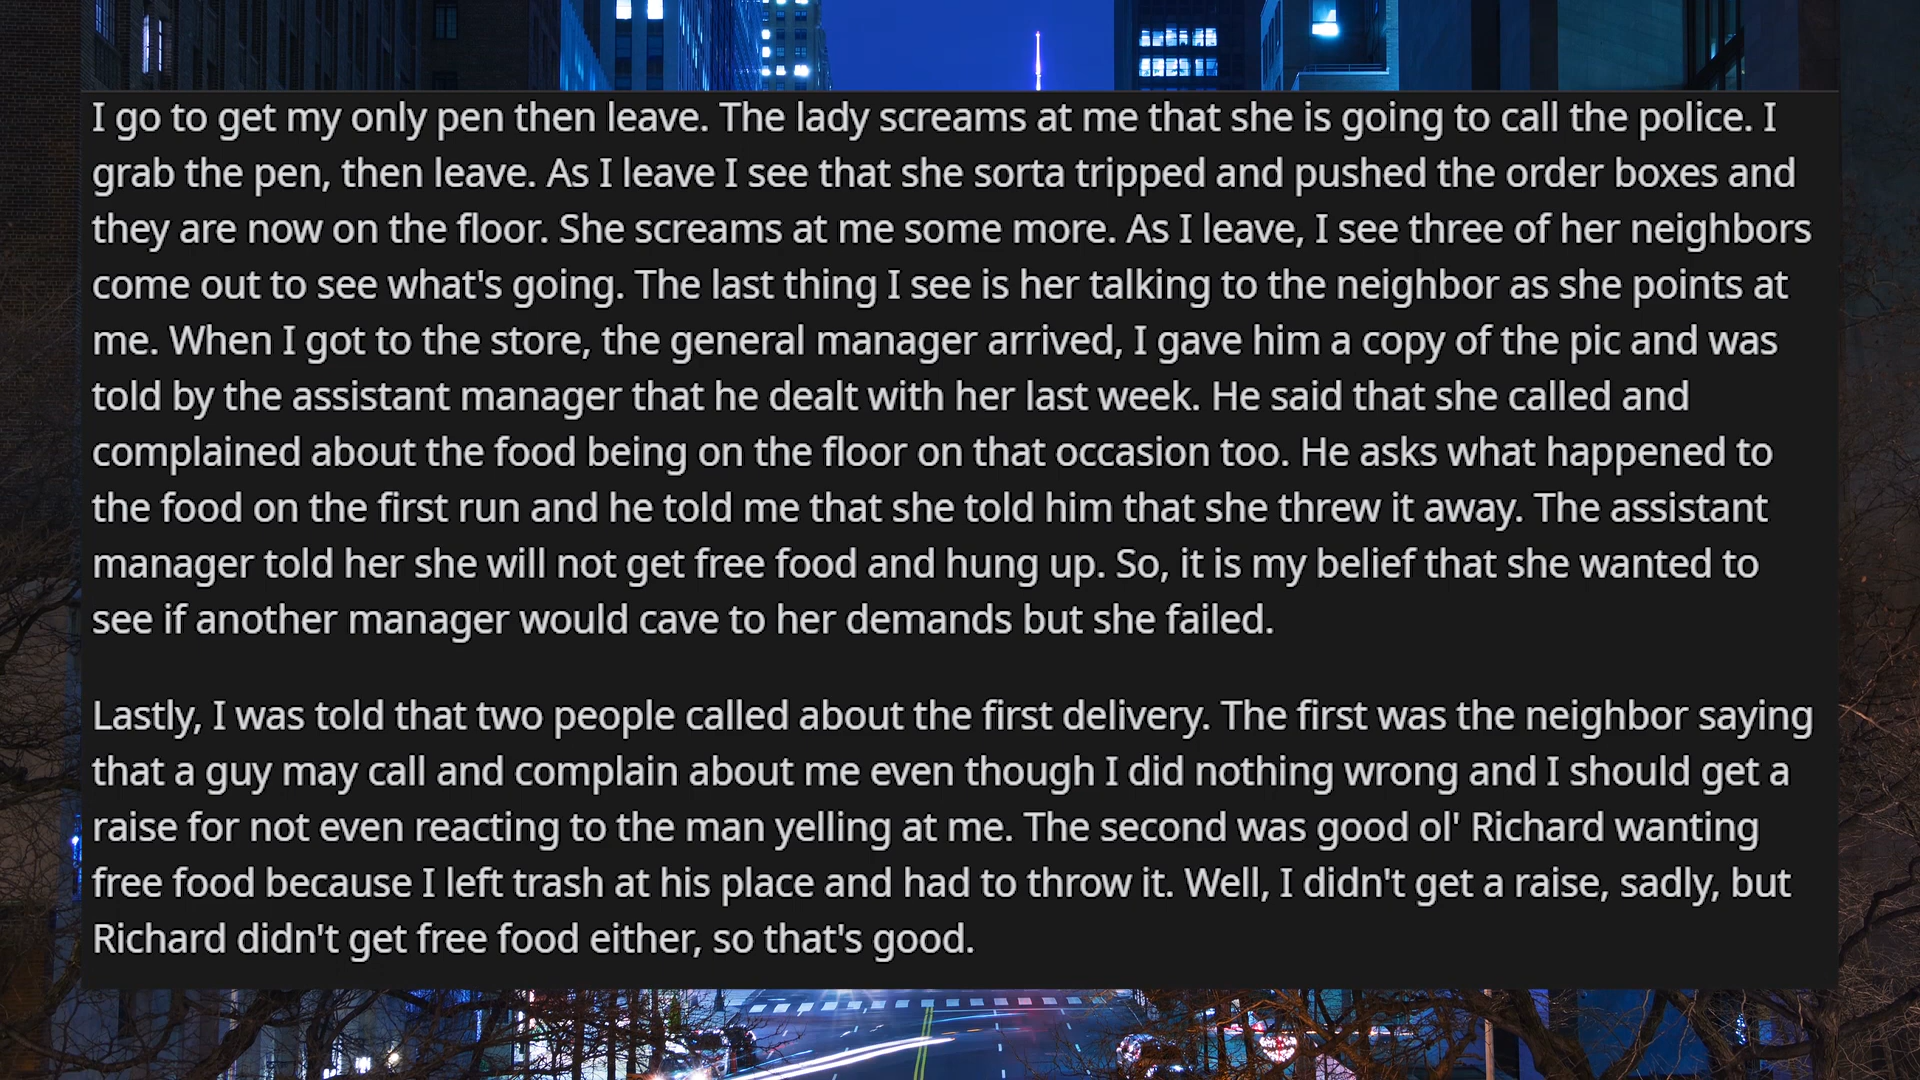 I go to get my only pen then leave. The lady screams at me that she is going to call the police. I
grab the pen, then leave. As I leave I see that she sorta tripped and pushed the order boxes and
they are now on the floor. She screams at me some more. As I leave, I see three of her neighbors
come out to see what's going. The last thing I see is her talking to the neighbor as she points at
me. When I got to the store, the general manager arrived, I gave him a copy of the pic and was
told by the assistant manager that he dealt with her last week. He said that she called and
complained about the food being on the floor on that occasion too. He asks what happened to
the food on the first run and he told me that she told him that she threw it away. The assistant
manager told her she will not get free food and hung up. So, it is my belief that she wanted to
see if another manager would cave to her demands but she failed.
Lastly, I was told that two people called about the first delivery. The first was the neighbor saying
that a guy may call and complain about me even though I did nothing wrong and I should get a
raise for not even reacting to the man yelling at me. The second was good ol' Richard wanting
free food because I left trash at his place and had to throw it. Well, I didn't get a raise, sadly, but
Richard didn't get free food either, so that's good.